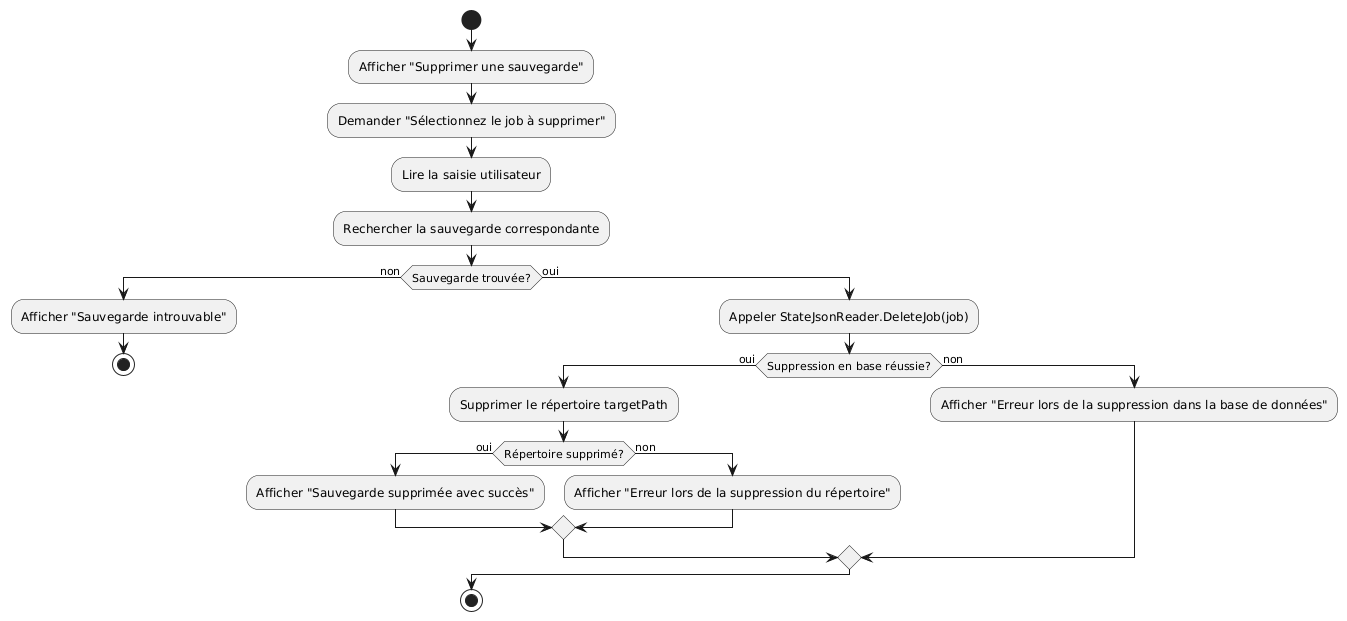 Afficher "Supprimer une sauvegarde"
Demander "Sélectionnez le job à supprimer"
Lire la saisie utilisateur
Rechercher la sauvegarde correspondante
non
Sauvegarde trouvée?
oui
Afficher "Sauvegarde introuvable"
Appeler StateJsonReader.DeleteJob(job)
oui
Suppression en base réussie?
non
Supprimer le répertoire targetPath
Afficher "Erreur lors de la suppression dans la base de données"
oui
Répertoire supprimé?
non
Afficher "Sauvegarde supprimée avec succès"
Afficher "Erreur lors de la suppression du répertoire"